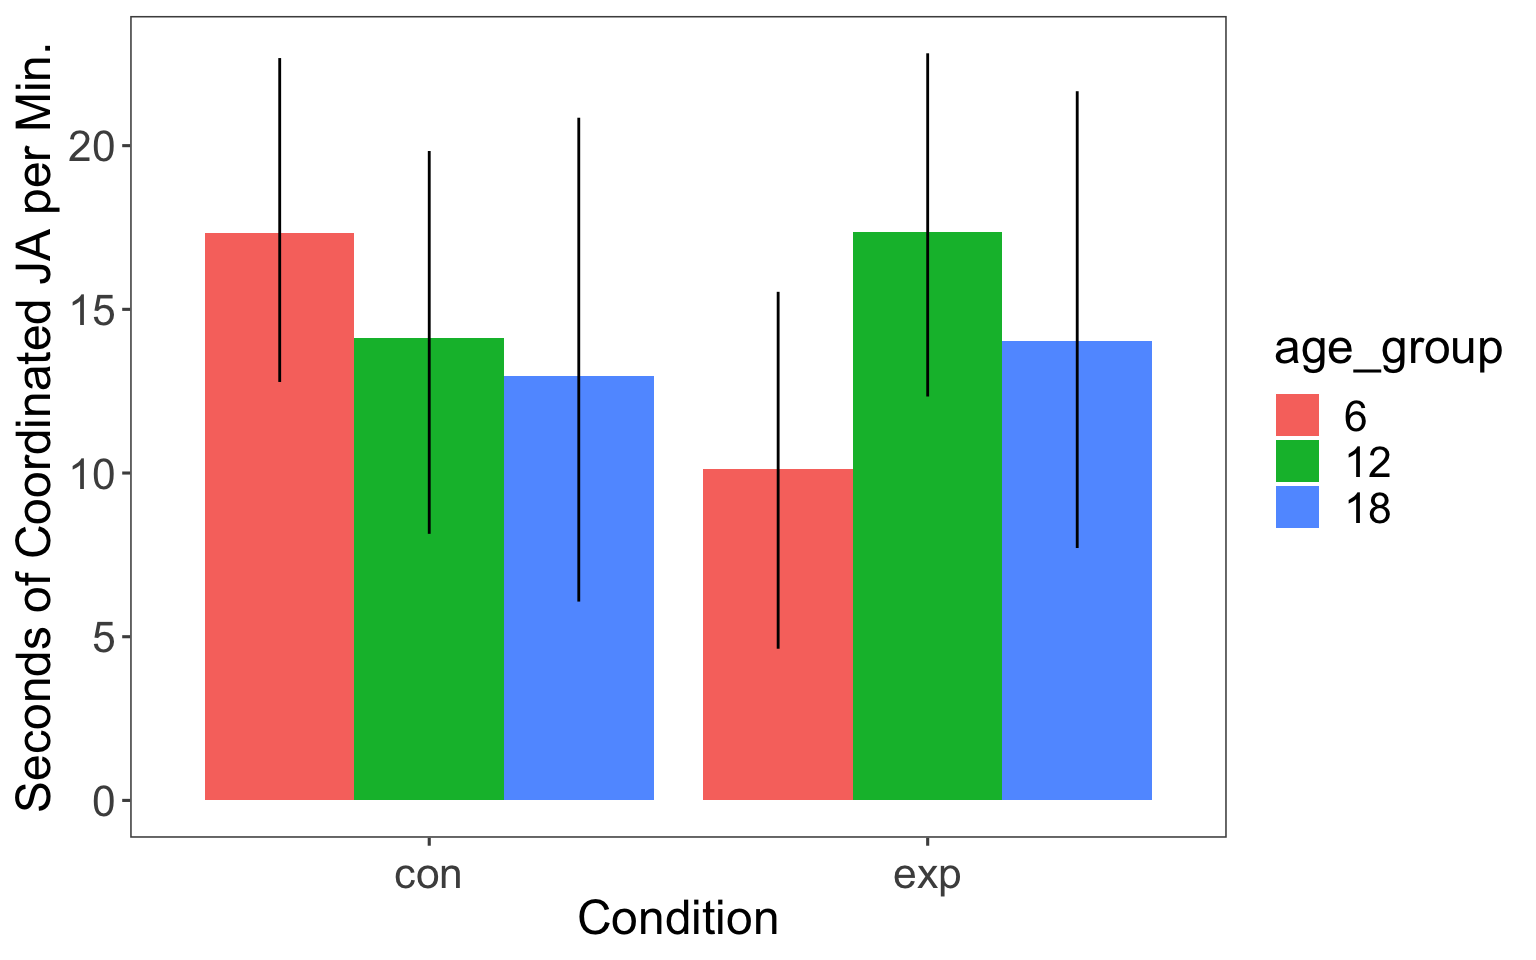 Seconds of Coordinated JA per Min.
20
15
10
5
0
con exp
Condition
age_group
6
12
18